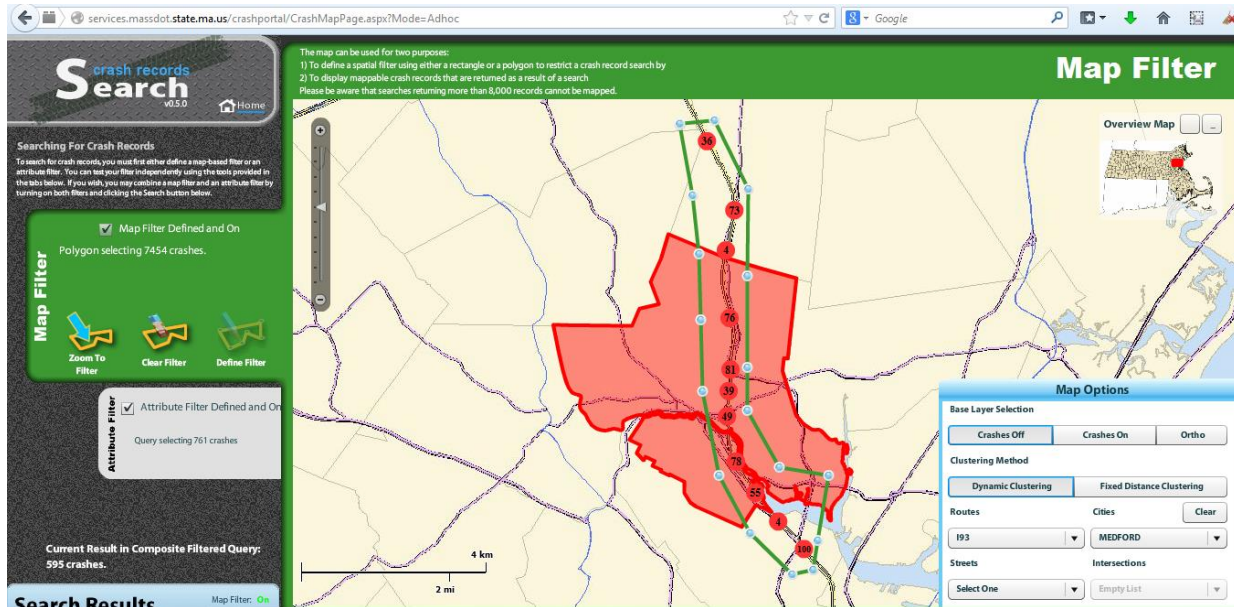 services.massdot.state.ma.us/crashportal/CrashMapPage.aspx?Mode=Adhoc
Google
crash records
Search
v0.5.0
Home
Searching For Crash Records
To search for crash records, you must first either define a map-based filter or an
attribute filter. You can test your filter independently using the tools provided in
the tabs below. If you wish, you may combine a map filter and an attribute filter by
turning on both filters and clicking the Search button below.
Map Filter
Map Filter Defined and On
Polygon selecting 7454 crashes.
Zoom To
Filter
Clear Filter
Define Filter
Attribute Filter
Attribute Filter Defined and On
Query selecting 761 crashes
Current Result in Composite Filtered Query:
595 crashes.
Search Results
Map Filter: On
The map can be used for two purposes:
1) To define a spatial filter using either a rectangle or a polygon to restrict a crash record search by
2) To display mappable crash records that are returned as a result of a search
Please be aware that searches returning more than 8,000 records cannot be mapped.
Map Filter
Overview Map
36
73
4
76
81
39
49
78
55
4
100
4 km
2 mi
Map Options
Base Layer Selection
Crashes Off
Crashes On
Ortho
Clustering Method
Dynamic Clustering
Fixed Distance Clustering
Routes
Cities
Clear
I93
MEDFORD
Streets
Intersections
Select One
Empty List